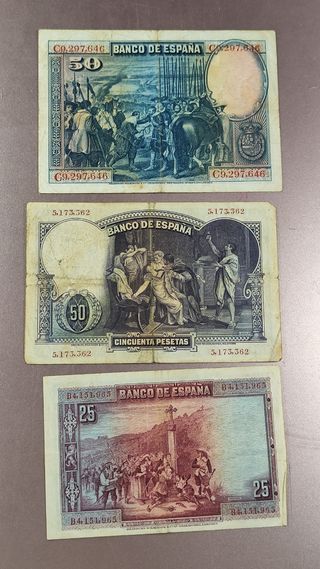 C9,297,646 BANCO DE ESPAÑA C9,297,646
50
C9,297,646 C9,297,646
5,173,362 5,173,362
BANCO DE ESPAÑA
50
CINCUENTA PESETAS
5,173,362 5,173,362
B4,151,965 BANCO DE ESPAÑA B4,151,965
25
25
B4,151,965 B4,151,965